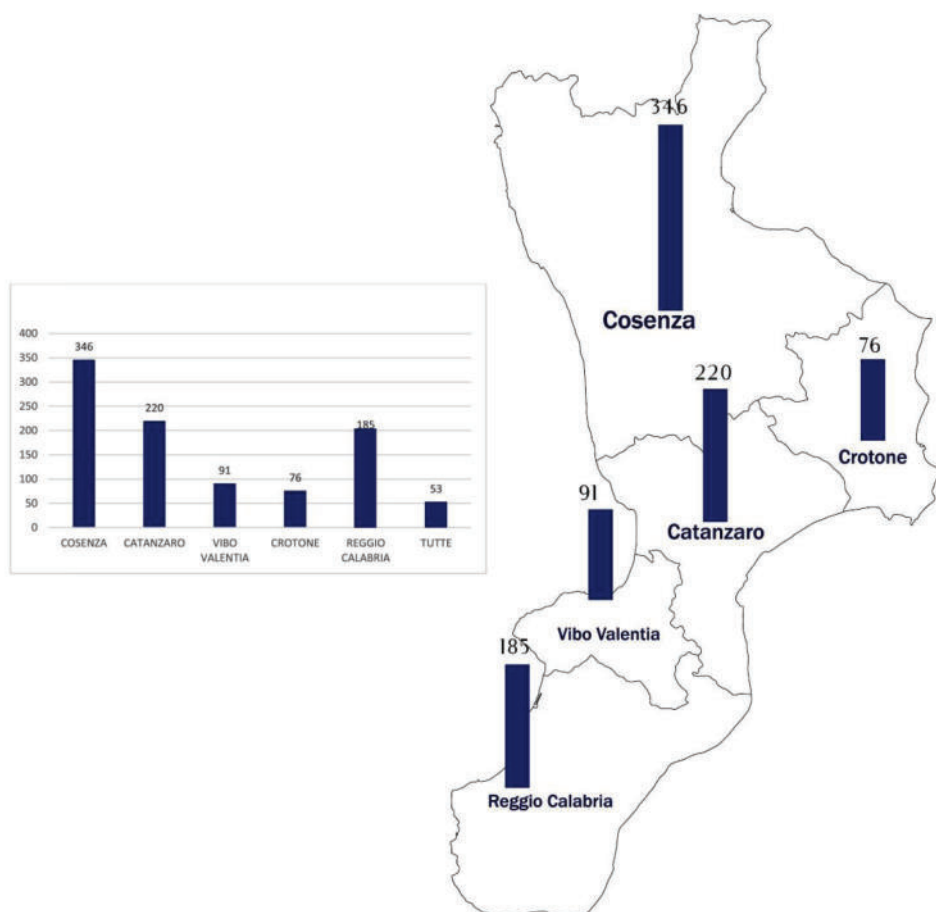 400
350
300
250
200
150
100
50
0
346
220
91
76
185
53
COSENZA
CATANZARO
VIBO
VALENTIA
CROTONE
REGGIO
CALABRIA
TUTTE
346
Cosenza
76
Crotone
220
Catanzaro
91
Vibo Valentia
185
Reggio Calabria